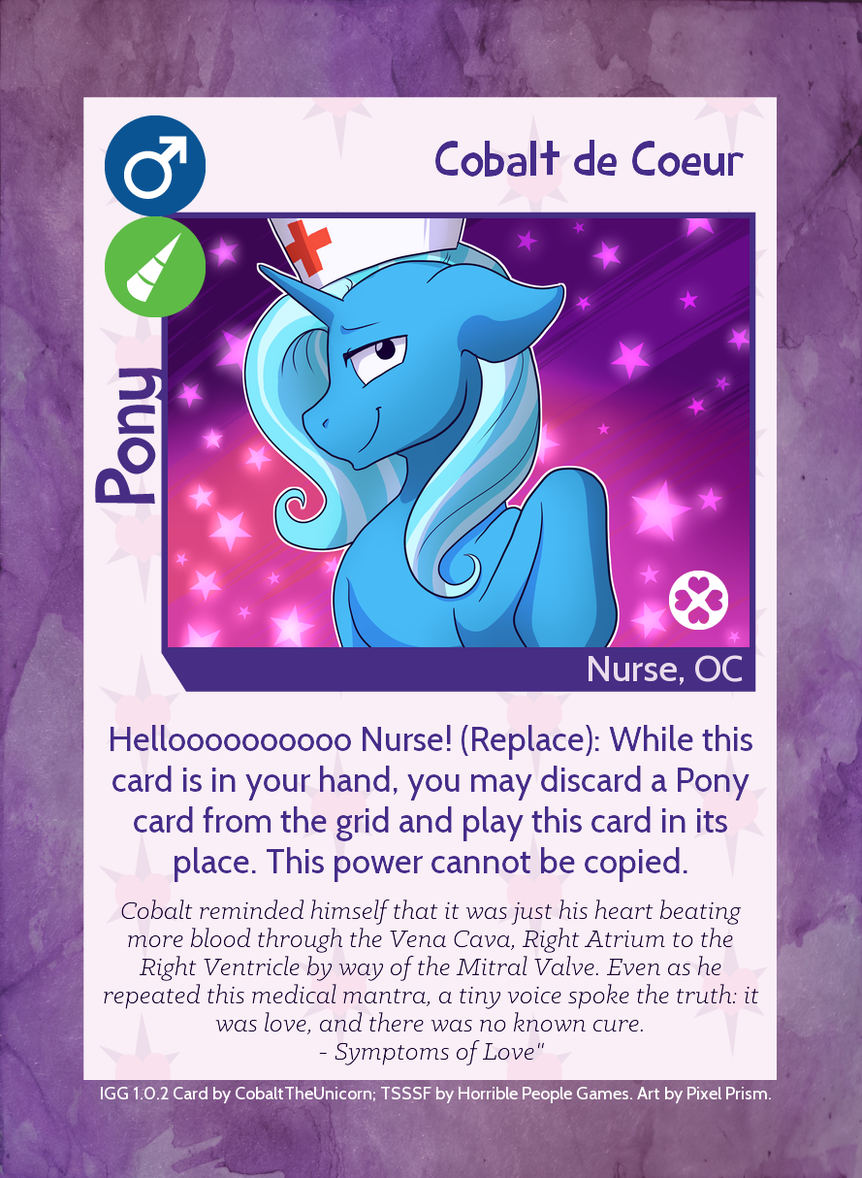 Cobalt de Coeur
Pony
Nurse, OC
Helloooooooooo Nurse! (Replace): While this
card is in your hand, you may discard a Pony
card from the grid and play this card in its
place. This power cannot be copied.
Cobalt reminded himself that it was just his heart beating
more blood through the Vena Cava, Right Atrium to the
Right Ventricle by way of the Mitral Valve. Even as he
repeated this medical mantra, a tiny voice spoke the truth: it
was love, and there was no known cure.
- Symptoms of Love"
IGG 1.0.2 Card by CobaltTheUnicorn; TSSSF by Horrible People Games. Art by Pixel Prism.